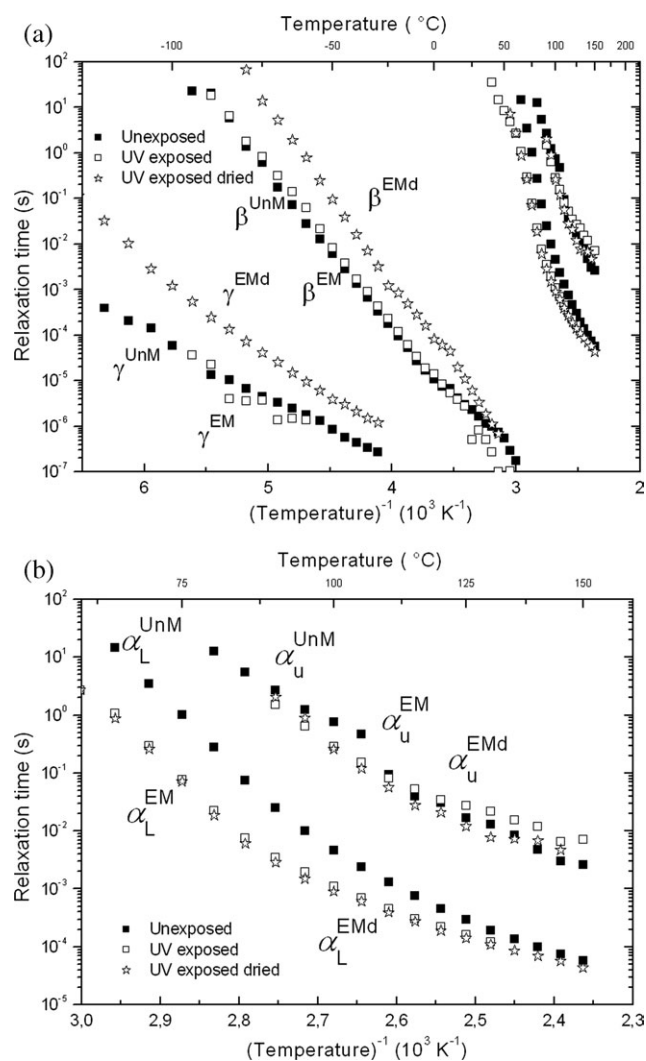 (a)
Temperature ( °C)
-100 -50 0 50 100 150 200
10^2
10^1
10^0
10^-1
10^-2
10^-3
10^-4
10^-5
10^-6
10^-7
Relaxation time (s)
Unexposed
UV exposed
UV exposed dried
β^UnM
β^EMd
γ^EMd
β^EM
γ^UnM
γ^EM
6 5 4 3 2
(Temperature)^-1 (10^3 K^-1)
(b)
Temperature ( °C)
75 100 125 150
10^2
10^1
10^0
10^-1
10^-2
10^-3
10^-4
10^-5
Relaxation time (s)
α_L^UnM
α_u^UnM
α_u^EM
α_u^EMd
α_L^EM
α_L^EMd
Unexposed
UV exposed
UV exposed dried
3,0 2,9 2,8 2,7 2,6 2,5 2,4 2,3
(Temperature)^-1 (10^3 K^-1)